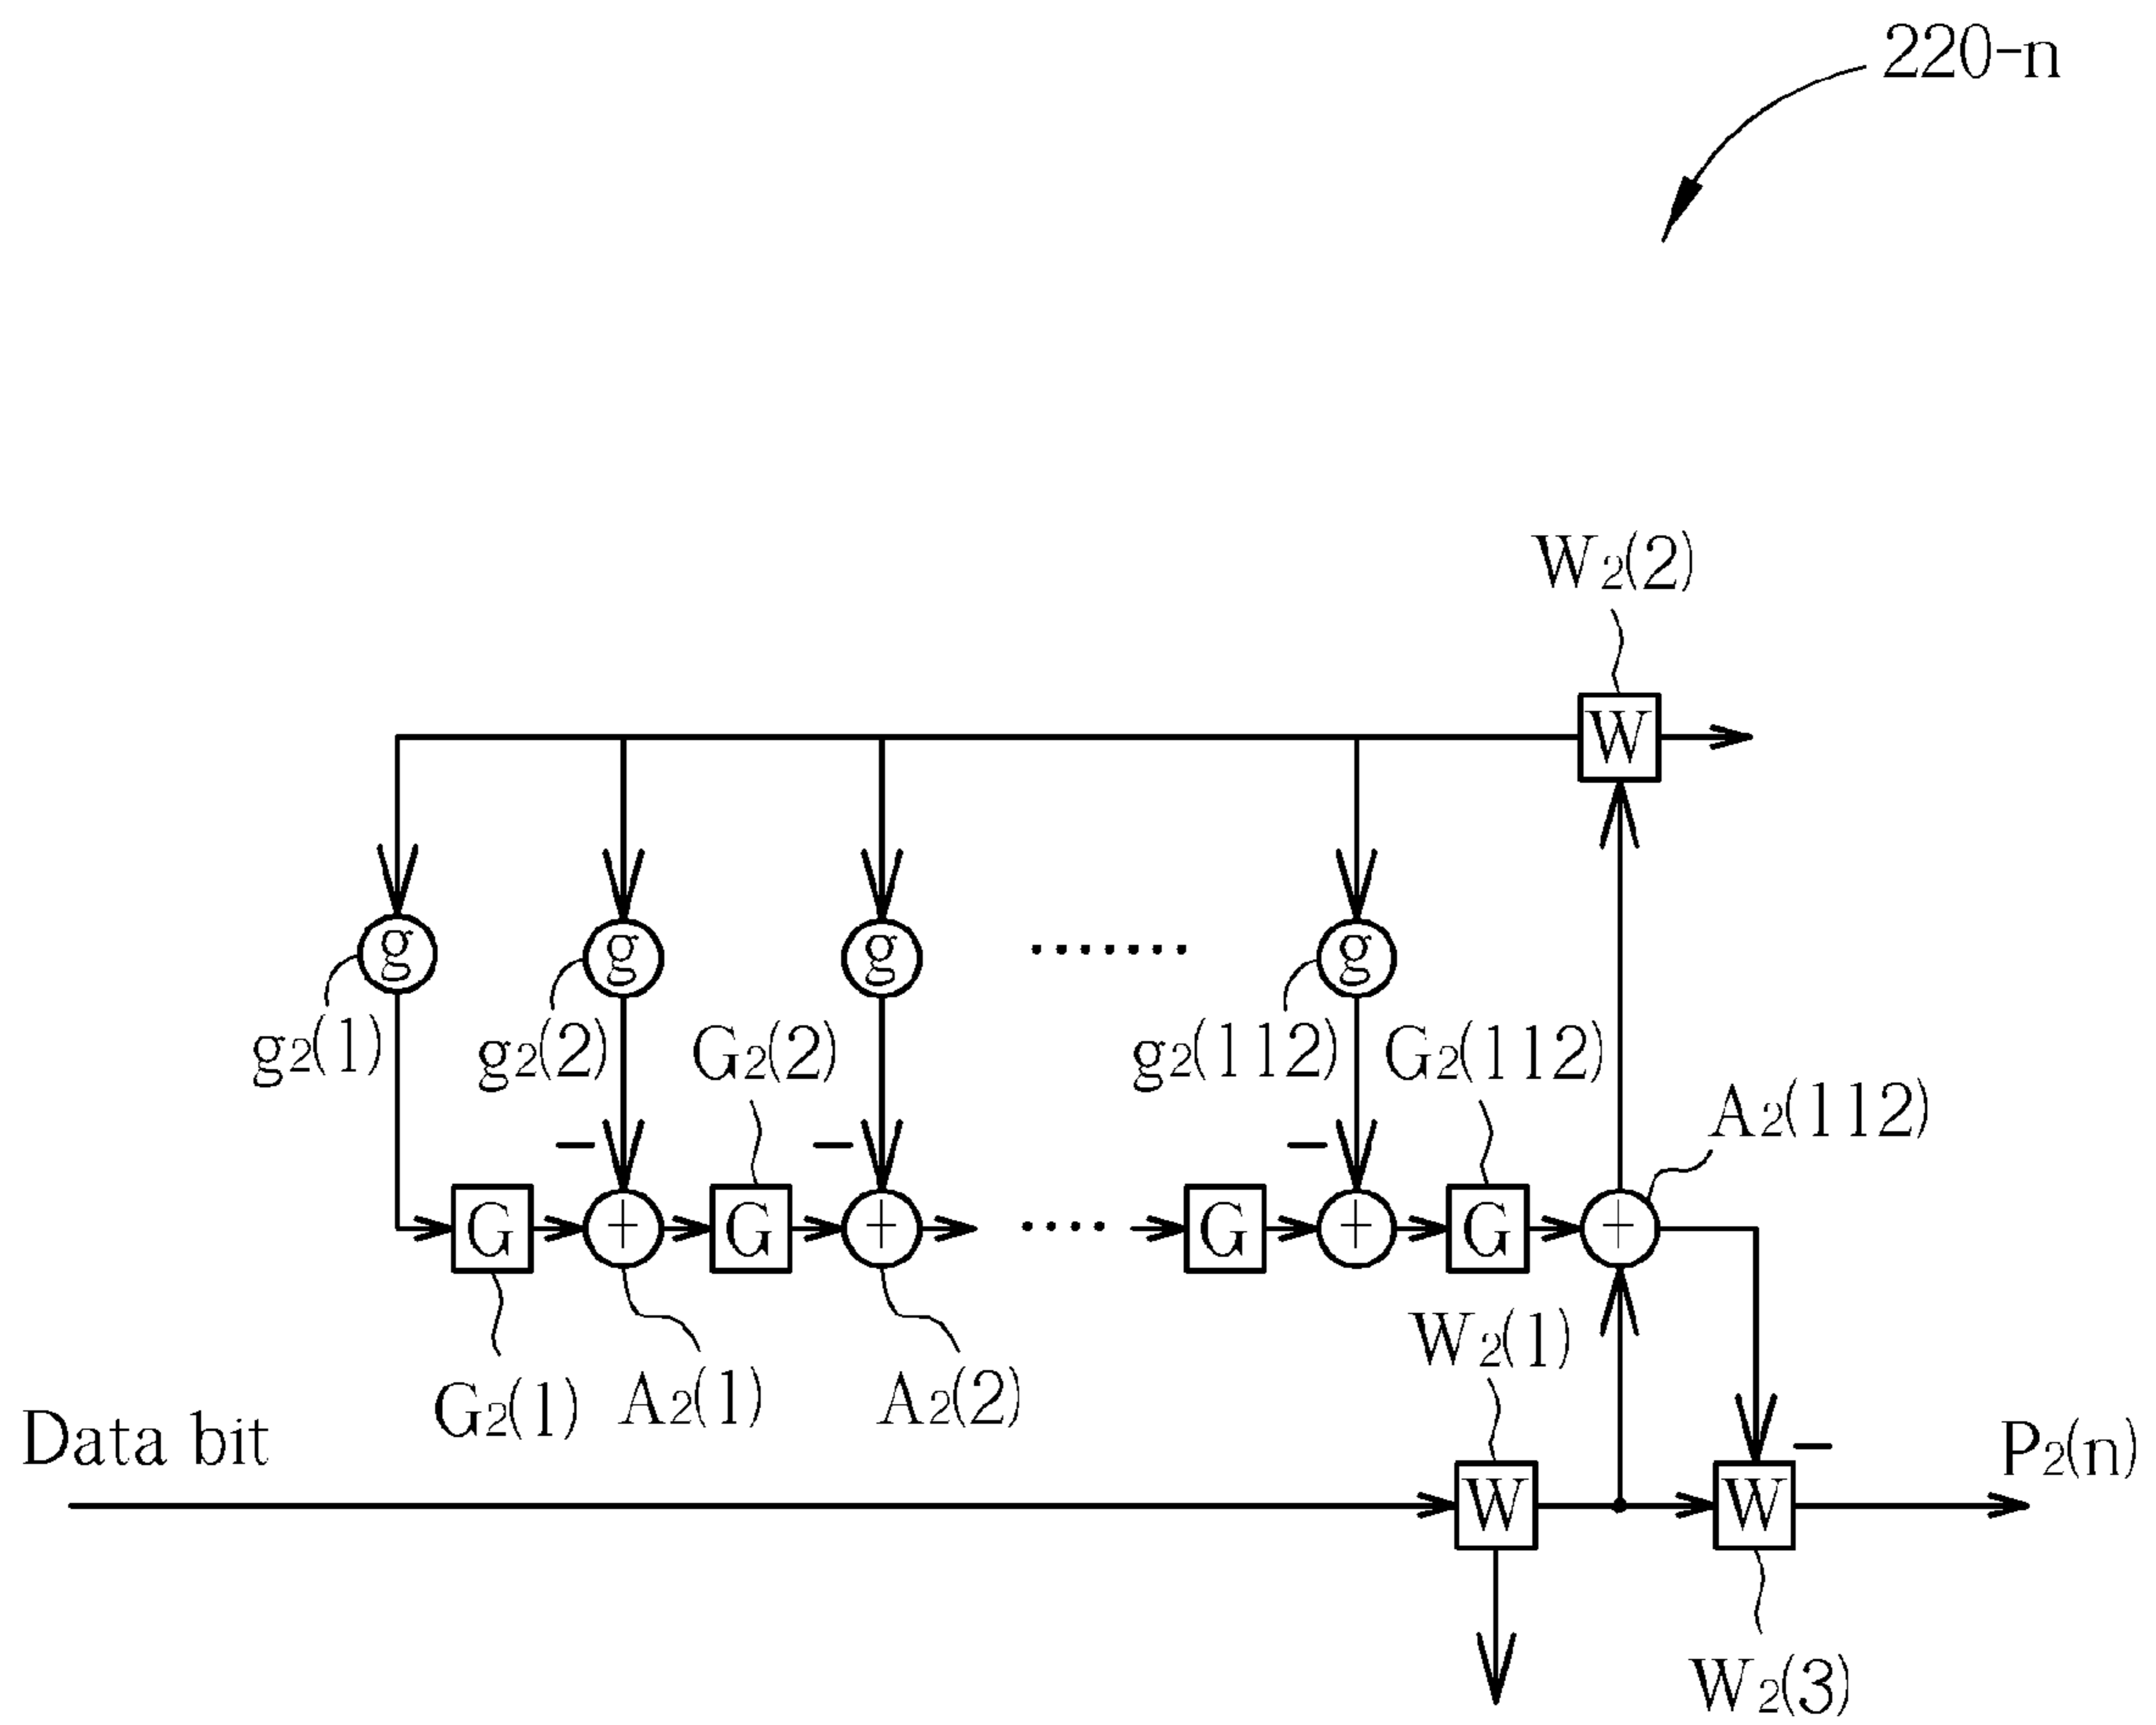 220-n
W2(2)
W
g g g ....... g
g2(1) g2(2) G2(2) g2(112) G2(112)
A2(112)
− − −
G + G + .... G + G +
W2(1)
G2(1) A2(1) A2(2)
Data bit − P2(n)
W W
W2(3)